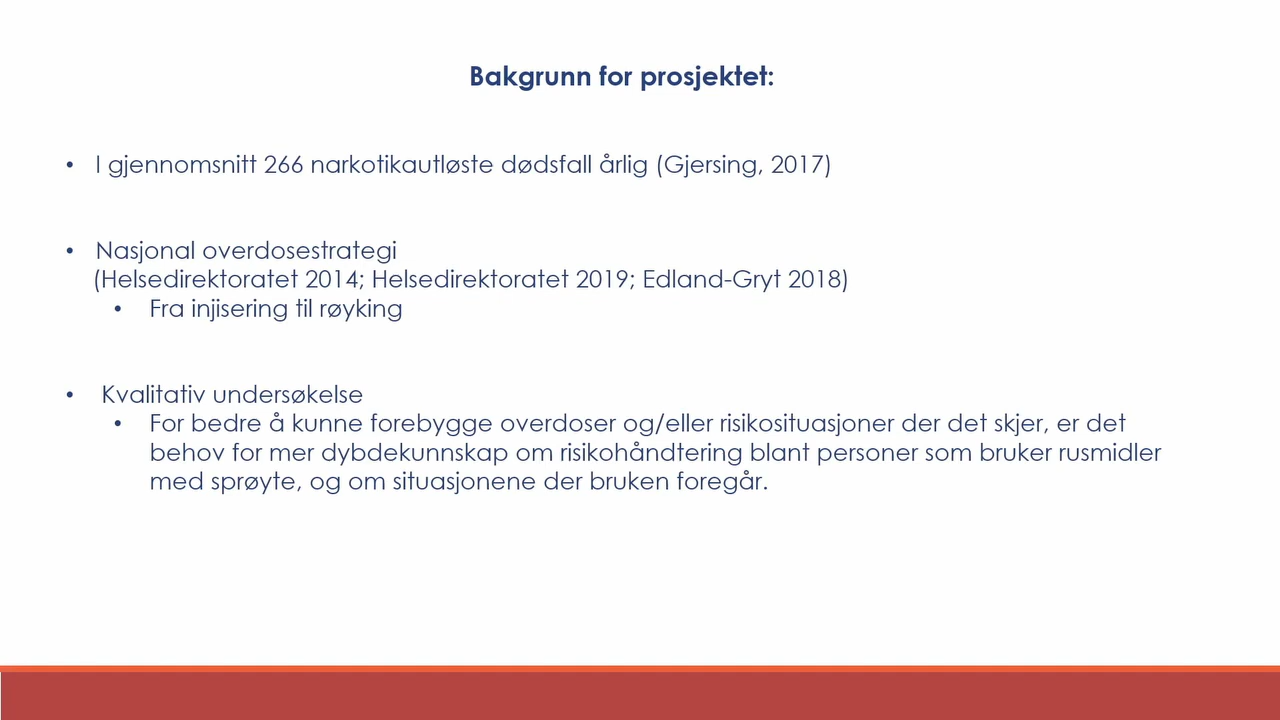 Bakgrunn for prosjektet:
• I gjennomsnitt 266 narkotikautløste dødsfall årlig (Gjersing, 2017)
• Nasjonal overdosestrategi
(Helsedirektoratet 2014; Helsedirektoratet 2019; Edland-Gryt 2018)
• Fra injisering til røyking
• Kvalitativ undersøkelse
• For bedre å kunne forebygge overdoser og/eller risikosituasjoner der det skjer, er det
behov for mer dybdekunnskap om risikohåndtering blant personer som bruker rusmidler
med sprøyte, og om situasjonene der bruken foregår.